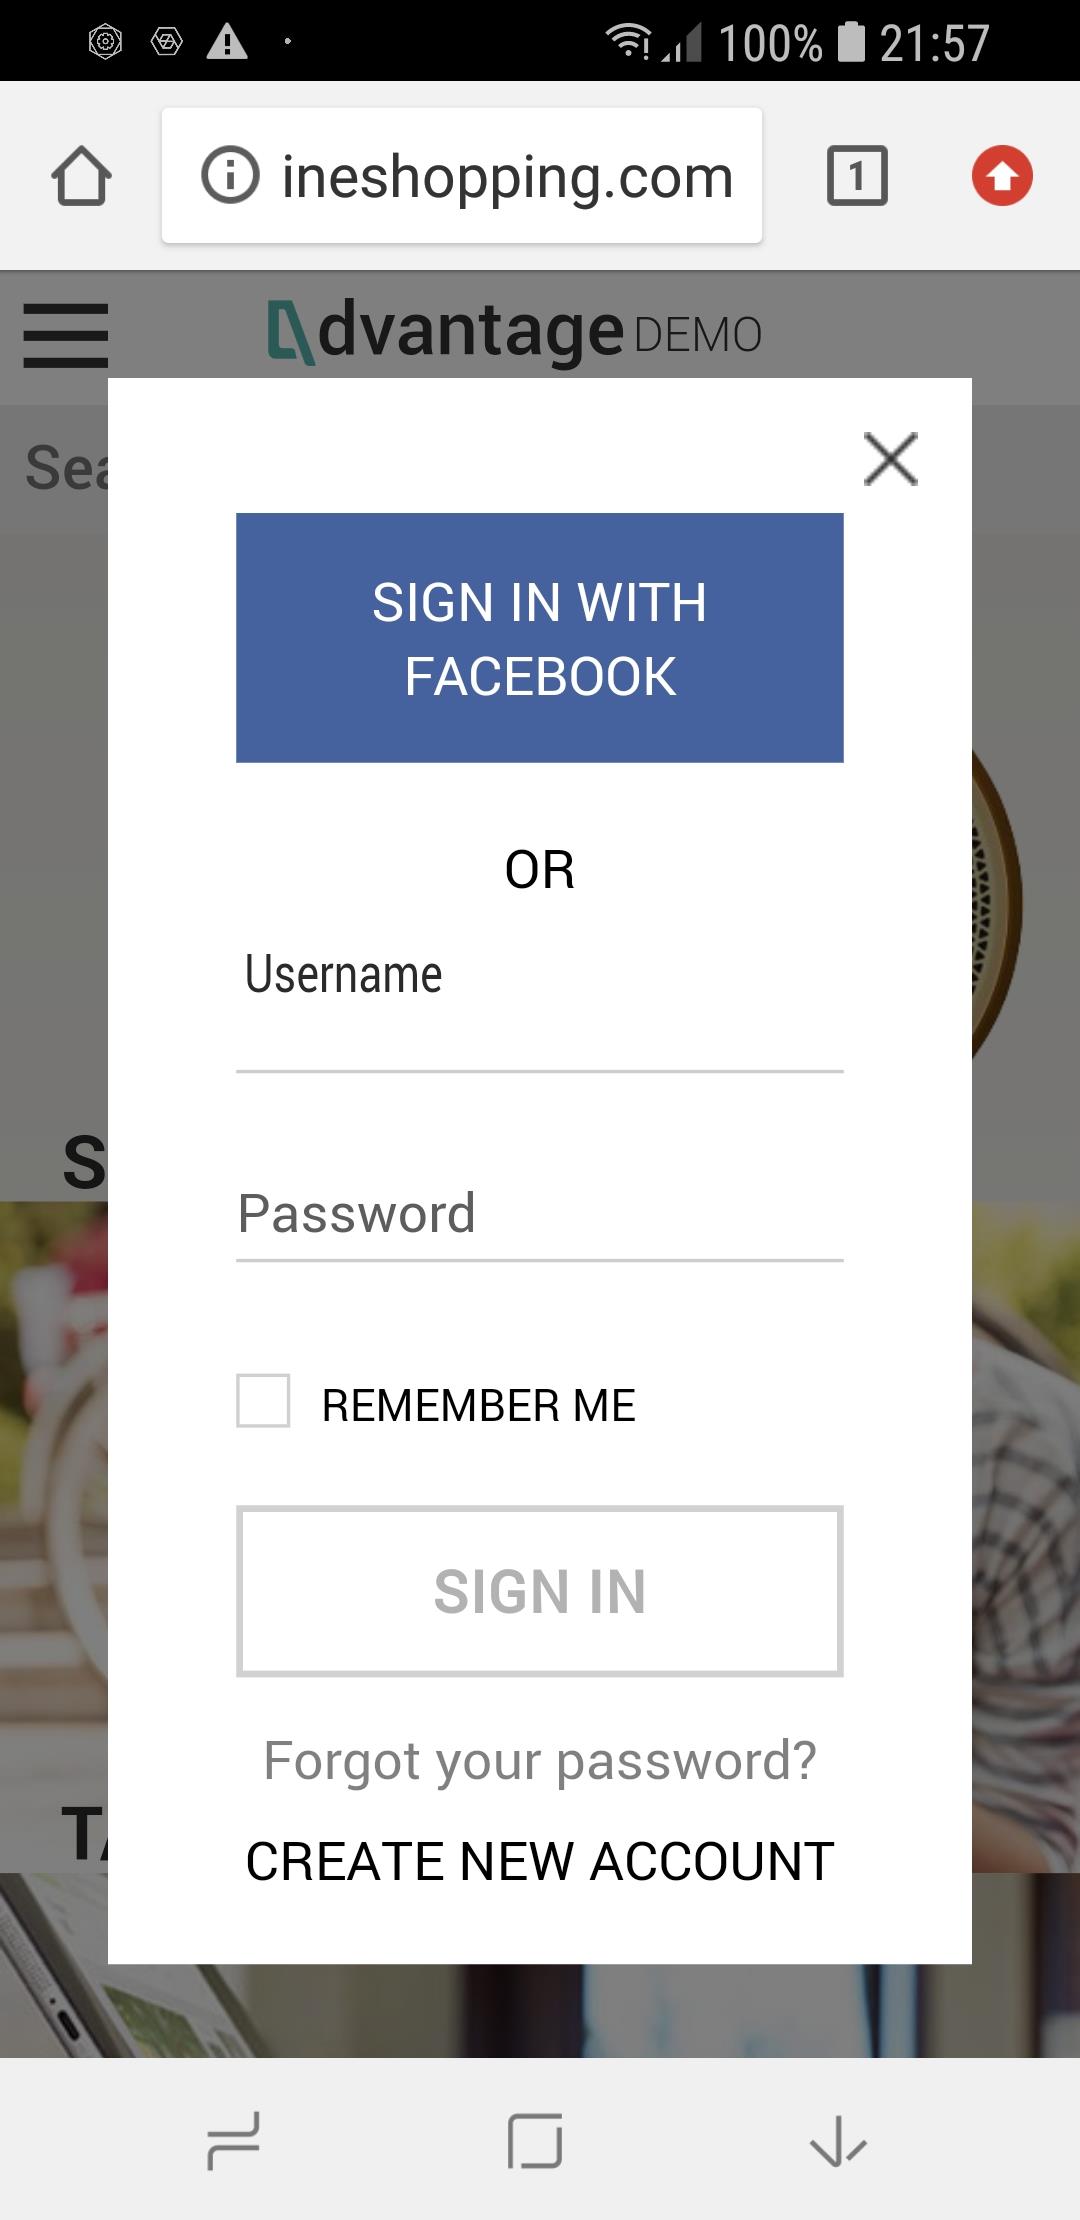 100% 21:57
ineshopping.com 1
dvantage DEMO
Sea
SIGN IN WITH
FACEBOOK
OR
Username
S
Password
REMEMBER ME
SIGN IN
Forgot your password?
TA
CREATE NEW ACCOUNT